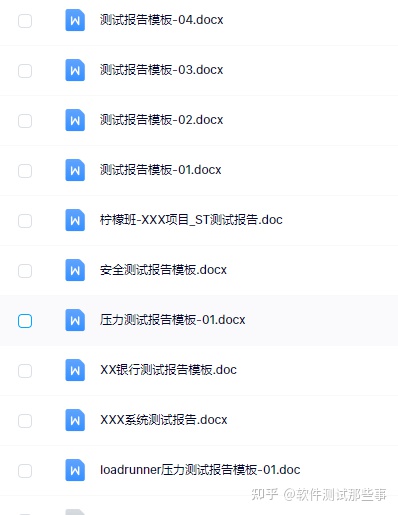 测试报告模板-04.docx
测试报告模板-03.docx
测试报告模板-02.docx
测试报告模板-01.docx
柠檬班-XXX项目_ST测试报告.doc
安全测试报告模板.docx
压力测试报告模板-01.docx
XX银行测试报告模板.doc
XXX系统测试报告.docx
loadrunner压力测试报告模板-01.doc
知乎 @软件测试那些事